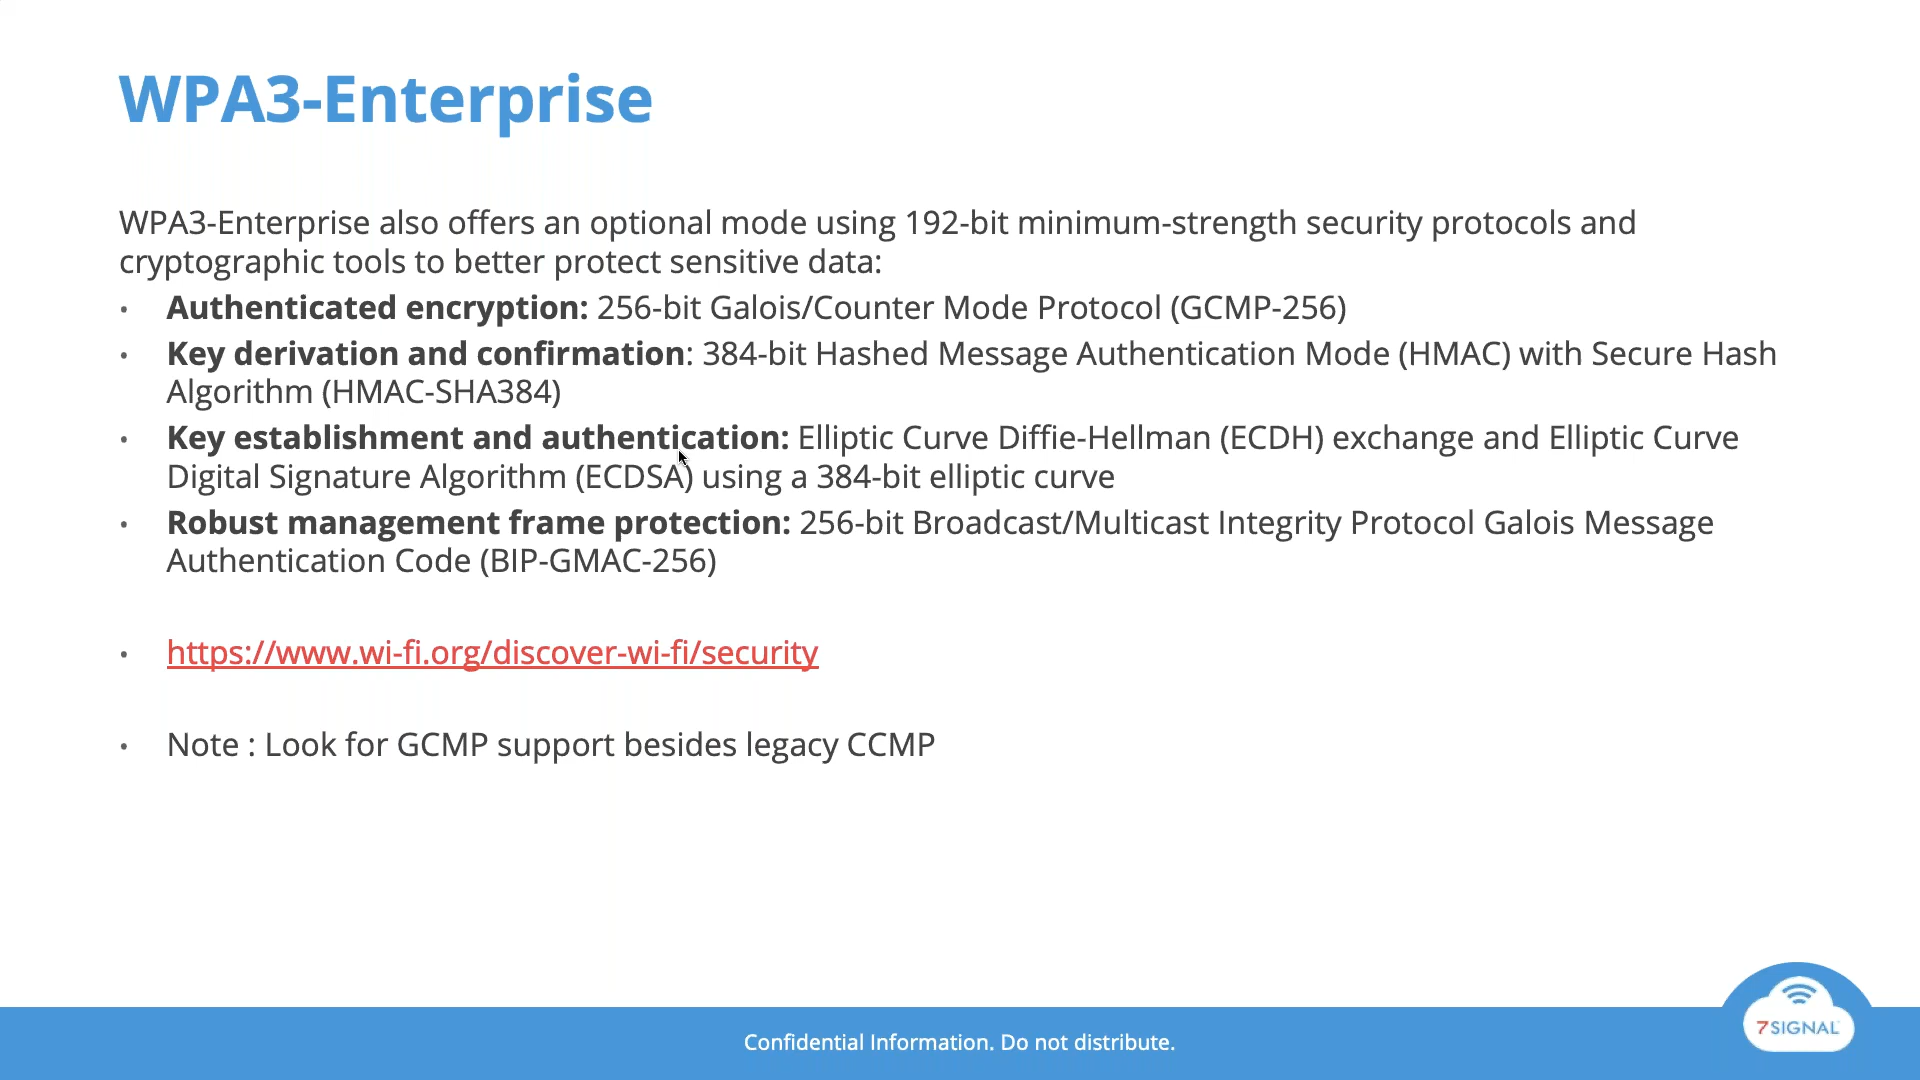 WPA3-Enterprise
WPA3-Enterprise also offers an optional mode using 192-bit minimum-strength security protocols and
cryptographic tools to better protect sensitive data:
• Authenticated encryption: 256-bit Galois/Counter Mode Protocol (GCMP-256)
• Key derivation and confirmation: 384-bit Hashed Message Authentication Mode (HMAC) with Secure Hash
Algorithm (HMAC-SHA384)
• Key establishment and authentication: Elliptic Curve Diffie-Hellman (ECDH) exchange and Elliptic Curve
Digital Signature Algorithm (ECDSA) using a 384-bit elliptic curve
• Robust management frame protection: 256-bit Broadcast/Multicast Integrity Protocol Galois Message
Authentication Code (BIP-GMAC-256)
• https://www.wi-fi.org/discover-wi-fi/security
• Note : Look for GCMP support besides legacy CCMP
Confidential Information. Do not distribute.
7SIGNAL